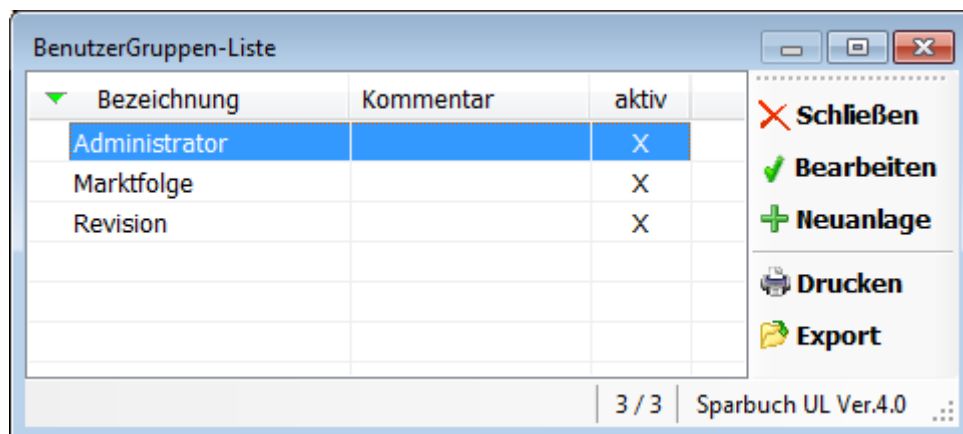 BenutzerGruppen-Liste
Bezeichnung Kommentar aktiv
Administrator X
Marktfolge X
Revision X
Schließen
Bearbeiten
Neuanlage
Drucken
Export
3 / 3 Sparbuch UL Ver.4.0